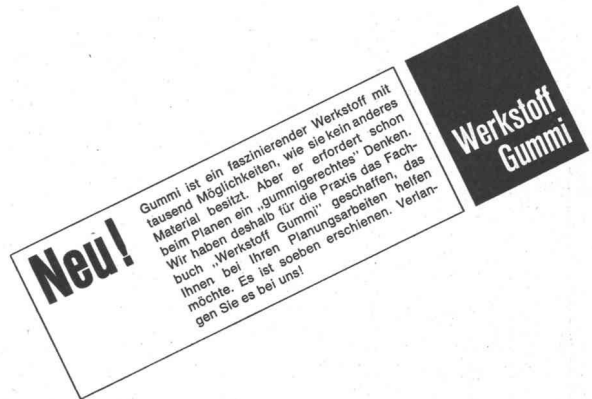 Neu!
Gummi ist ein faszinierender Werkstoff mit
tausend Möglichkeiten, wie sie kein anderes
Material besitzt. Aber er erfordert schon
beim Planen ein „gummigerechtes" Denken.
Wir haben deshalb für die Praxis das Fach-
buch „Werkstoff Gummi" geschaffen, das
Ihnen bei Ihren Planungsarbeiten helfen
möchte. Es ist soeben erschienen. Verlan-
gen Sie es bei uns!
Werkstoff
Gummi